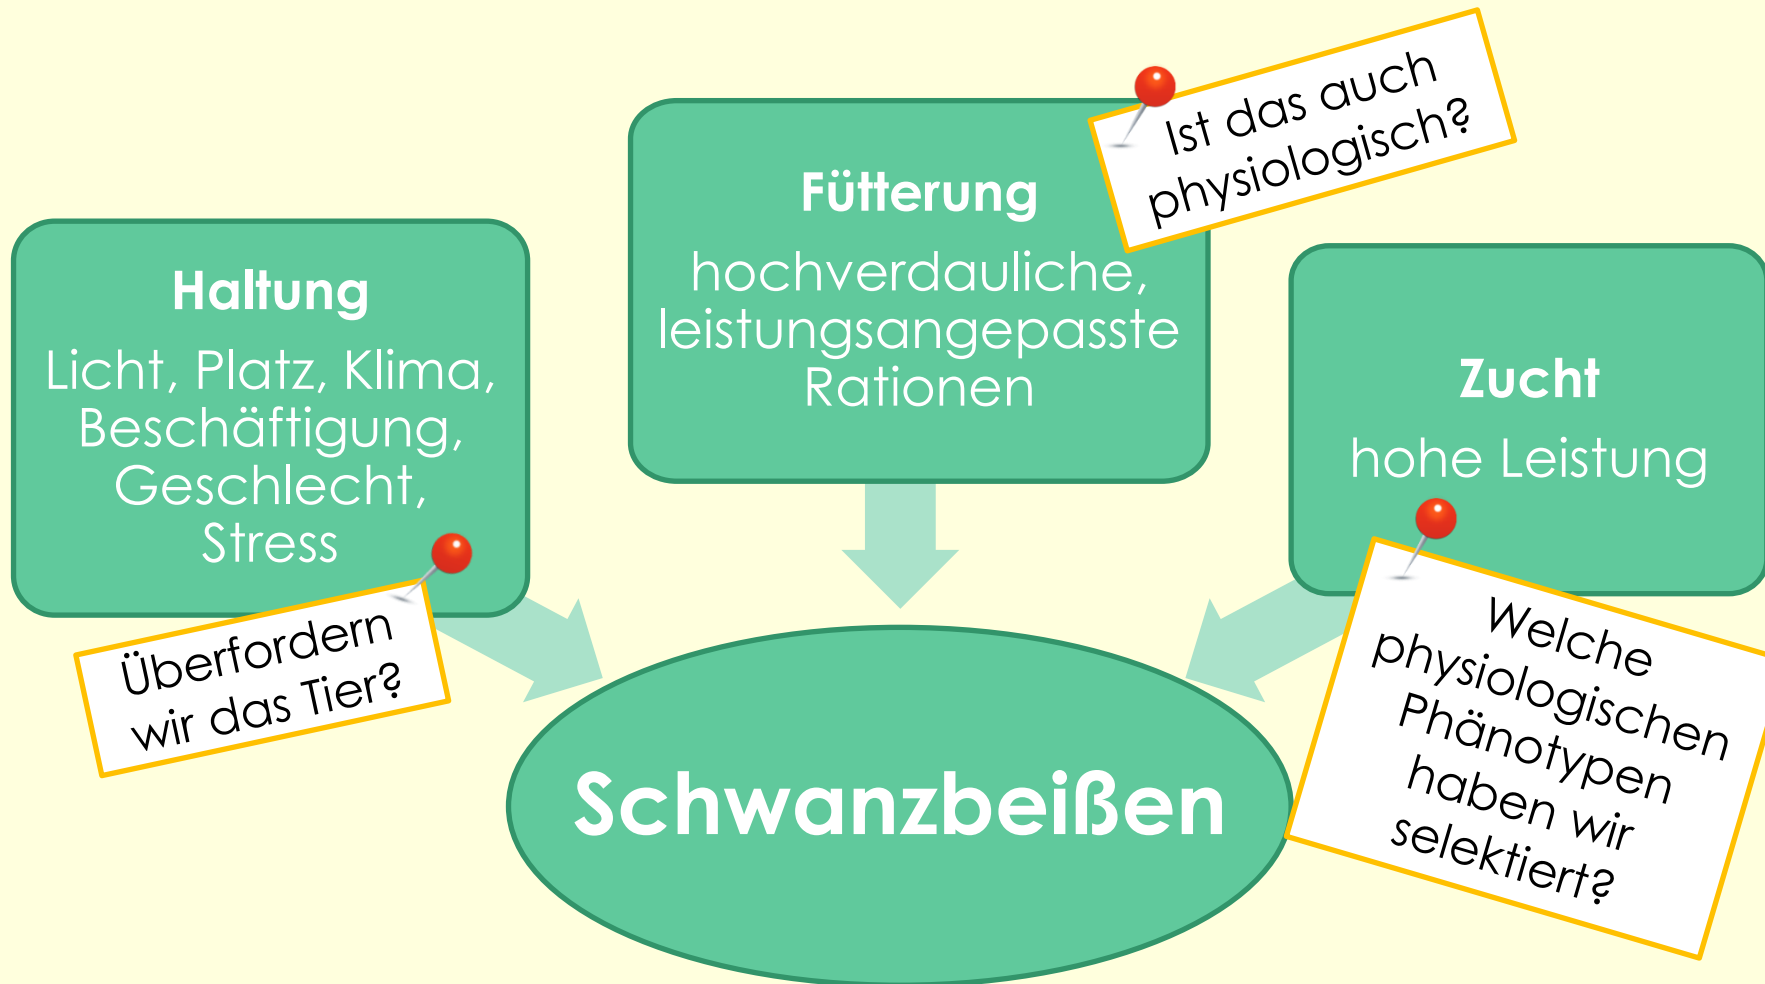 Haltung
Licht, Platz, Klima,
Beschäftigung,
Geschlecht,
Stress
Überfordern
wir das Tier?
Fütterung
hochverdauliche,
leistungsangepasste
Rationen
Ist das auch
physiologisch?
Zucht
hohe Leistung
Welche
physiologischen
Phänotypen
haben wir
selektiert?
Schwanzbeißen